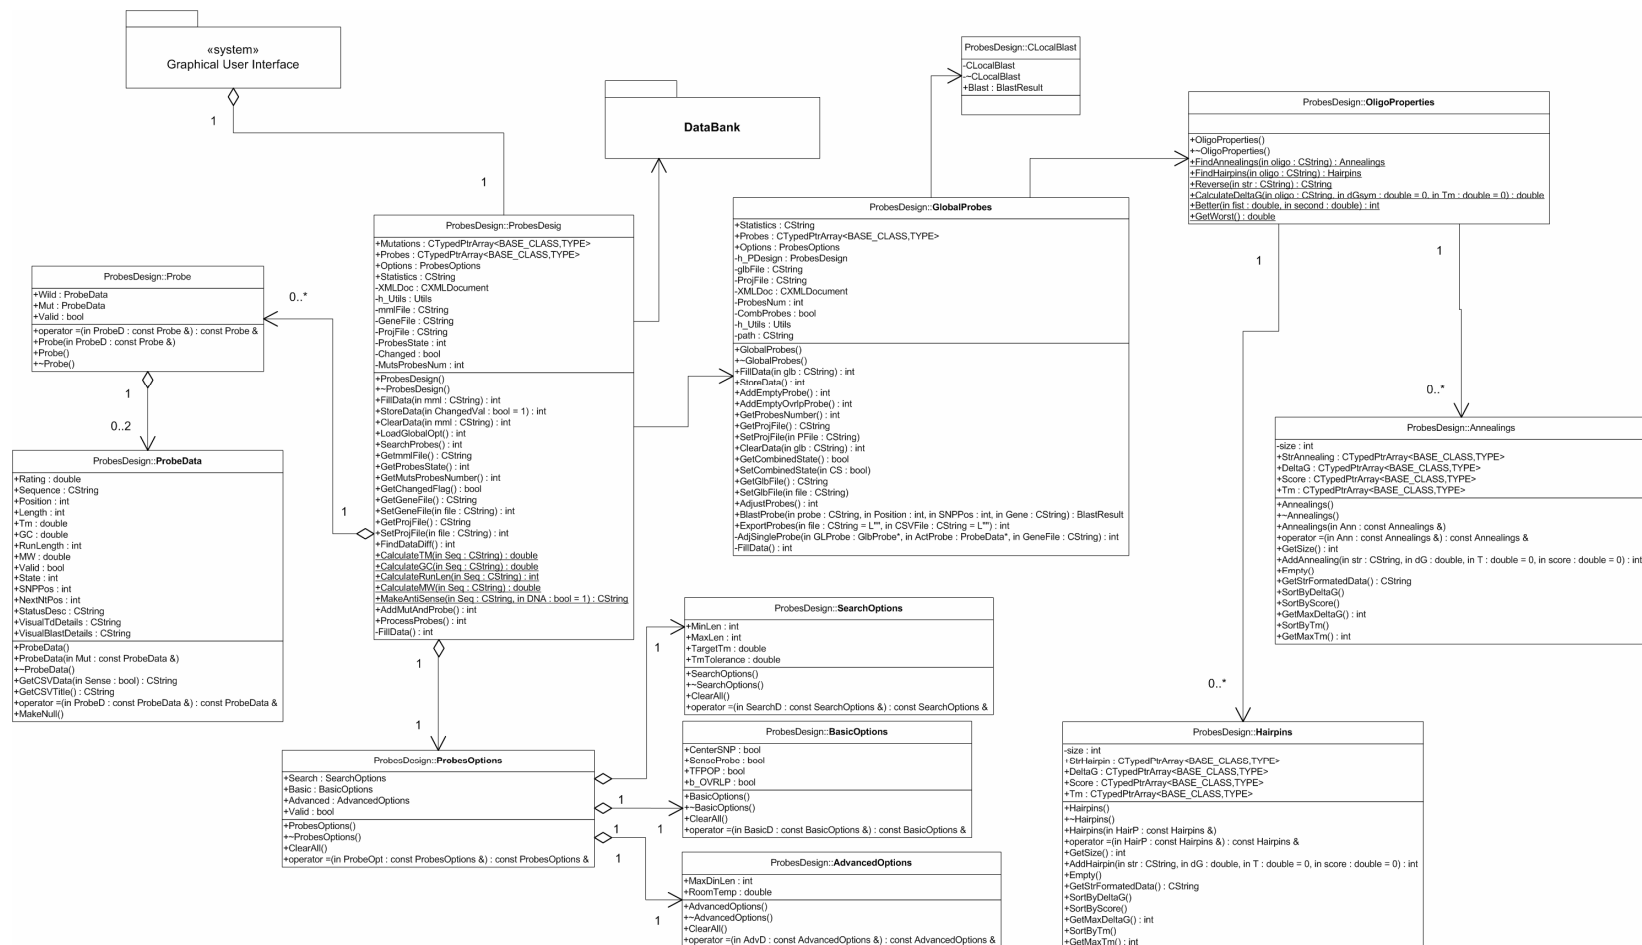 «system»
Graphical User Interface
1
1
DataBank
ProbesDesign::CLocalBlast
-CLocalBlast
-~CLocalBlast
+Blast : BlastResult
ProbesDesign::OligoProperties
+OligoProperties()
+~OligoProperties()
+FindAnnealings(in oligo : CString) : Annealings
+FindHairpins(in oligo : CString) : Hairpins
+Reverse(in str : CString) : CString
+CalculateDeltaG(in oligo : CString, in dGsym : double = 0, in Tm : double = 0) : double
+Better(in fist : double, in second : double) : int
+GetWorst() : double
1
1
0..*
0..*
ProbesDesign::Probe
+Wild : ProbeData
+Mut : ProbeData
+Valid : bool
+operator =(in ProbeD : const Probe &) : const Probe &
+Probe(in ProbeD : const Probe &)
+Probe()
+~Probe()
0..*
1
1
0..2
ProbesDesign::ProbeData
+Rating : double
+Sequence : CString
+Position : int
+Length : int
+Tm : double
+GC : double
+RunLength : int
+MW : double
+Valid : bool
+State : int
+SNPPos : int
+NextNtPos : int
+StatusDesc : CString
+VisualTdDetails : CString
+VisualBlastDetails : CString
+ProbeData()
+ProbeData(in Mut : const ProbeData &)
+~ProbeData()
+GetCSVData(in Sense : bool) : CString
+GetCSVTitle() : CString
+operator =(in ProbeD : const ProbeData &) : const ProbeData &
+MakeNull()
ProbesDesign::ProbesDesig
+Mutations : CTypedPtrArray<BASE_CLASS,TYPE>
+Probes : CTypedPtrArray<BASE_CLASS,TYPE>
+Options : ProbesOptions
+Statistics : CString
-XMLDoc : CXMLDocument
-h_Utils : Utils
-mmlFile : CString
-GeneFile : CString
-ProjFile : CString
-ProbesState : int
-Changed : bool
-MutsProbesNum : int
+ProbesDesign()
+~ProbesDesign()
+FillData(in mml : CString) : int
+StoreData(in ChangedVal : bool = 1) : int
+ClearData(in mml : CString) : int
+LoadGlobalOpt() : int
+SearchProbes() : int
+GetmmlFile() : CString
+GetProbesState() : int
+GetMutsProbesNumber() : int
+GetChangedFlag() : bool
+GetGeneFile() : CString
+SetGeneFile(in file : CString) : int
+GetProjFile() : CString
+SetProjFile(in file : CString) : int
+FindDataDiff() : int
+CalculateTM(in Seq : CString) : double
+CalculateGC(in Seq : CString) : double
+CalculateRunLen(in Seq : CString) : int
+CalculateMW(in Seq : CString) : double
+MakeAntiSense(in Seq : CString, in DNA : bool = 1) : CString
+AddMutAndProbe() : int
+ProcessProbes() : int
-FillData() : int
1
1
ProbesDesign::GlobalProbes
+Statistics : CString
+Probes : CTypedPtrArray<BASE_CLASS,TYPE>
+Options : ProbesOptions
-h_PDesign : ProbesDesign
-glbFile : CString
-ProjFile : CString
-XMLDoc : CXMLDocument
-ProbesNum : int
-CombProbes : bool
-h_Utils : Utils
-path : CString
+GlobalProbes()
+~GlobalProbes()
+FillData(in glb : CString) : int
+StoreData() : int
+AddEmptyProbe() : int
+AddEmptyOvrlpProbe() : int
+GetProbesNumber() : int
+GetProjFile() : CString
+SetProjFile(in PFile : CString)
+ClearData(in glb : CString) : int
+GetCombinedState() : bool
+SetCombinedState(in CS : bool)
+GetGlbFile() : CString
+SetGlbFile(in file : CString)
+AdjustProbes() : int
+BlastProbe(in probe : CString, in Position : int, in SNPPos : int, in Gene : CString) : BlastResult
+ExportProbes(in file : CString = L"", in CSVFile : CString = L"") : int
-AdjSingleProbe(in GLProbe : GlbProbe*, in ActProbe : ProbeData*, in GeneFile : CString) : int
-FillData() : int
ProbesDesign::Annealings
-size : int
+StrAnnealing : CTypedPtrArray<BASE_CLASS,TYPE>
+DeltaG : CTypedPtrArray<BASE_CLASS,TYPE>
+Score : CTypedPtrArray<BASE_CLASS,TYPE>
+Tm : CTypedPtrArray<BASE_CLASS,TYPE>
+Annealings()
+~Annealings()
+Annealings(in Ann : const Annealings &)
+operator =(in Ann : const Annealings &) : const Annealings &
+GetSize() : int
+AddAnnealing(in str : CString, in dG : double, in T : double = 0, in score : double = 0) : int
+Empty()
+GetStrFormatedData() : CString
+SortByDeltaG()
+SortByScore()
+GetMaxDeltaG() : int
+SortByTm()
+GetMaxTm() : int
ProbesDesign::ProbesOptions
+Search : SearchOptions
+Basic : BasicOptions
+Advanced : AdvancedOptions
+Valid : bool
+ProbesOptions()
+~ProbesOptions()
+ClearAll()
+operator =(in ProbeOpt : const ProbesOptions &) : const ProbesOptions &
1
1
1
1
1
1
ProbesDesign::SearchOptions
+MinLen : int
+MaxLen : int
+TargetTm : double
+TmTolerance : double
+SearchOptions()
+~SearchOptions()
+ClearAll()
+operator =(in SearchD : const SearchOptions &) : const SearchOptions &
ProbesDesign::BasicOptions
+CenterSNP : bool
+SenseProbe : bool
+TFPOP : bool
+b_OVRLP : bool
+BasicOptions()
+~BasicOptions()
+ClearAll()
+operator =(in BasicD : const BasicOptions &) : const BasicOptions &
ProbesDesign::AdvancedOptions
+MaxDinLen : int
+RoomTemp : double
+AdvancedOptions()
+~AdvancedOptions()
+ClearAll()
+operator =(in AdvD : const AdvancedOptions &) : const AdvancedOptions &
ProbesDesign::Hairpins
-size : int
+StrHairpin : CTypedPtrArray<BASE_CLASS,TYPE>
+DeltaG : CTypedPtrArray<BASE_CLASS,TYPE>
+Score : CTypedPtrArray<BASE_CLASS,TYPE>
+Tm : CTypedPtrArray<BASE_CLASS,TYPE>
+Hairpins()
+~Hairpins()
+Hairpins(in HairP : const Hairpins &)
+operator =(in HairP : const Hairpins &) : const Hairpins &
+GetSize() : int
+AddHairpin(in str : CString, in dG : double, in T : double = 0, in score : double = 0) : int
+Empty()
+GetStrFormatedData() : CString
+SortByDeltaG()
+SortByScore()
+GetMaxDeltaG() : int
+SortByTm()
+GetMaxTm() : int